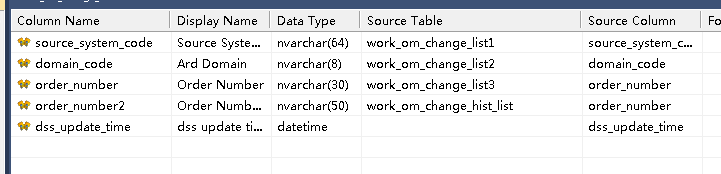 Column Name Display Name Data Type Source Table Source Column Fo
source_system_code Source Syste... nvarchar(64) work_om_change_list1 source_system_c...
domain_code Ard Domain nvarchar(8) work_om_change_list2 domain_code
order_number Order Number nvarchar(30) work_om_change_list3 order_number
order_number2 Order Numb... nvarchar(50) work_om_change_hist_list order_number
dss_update_time dss update ti... datetime dss_update_time